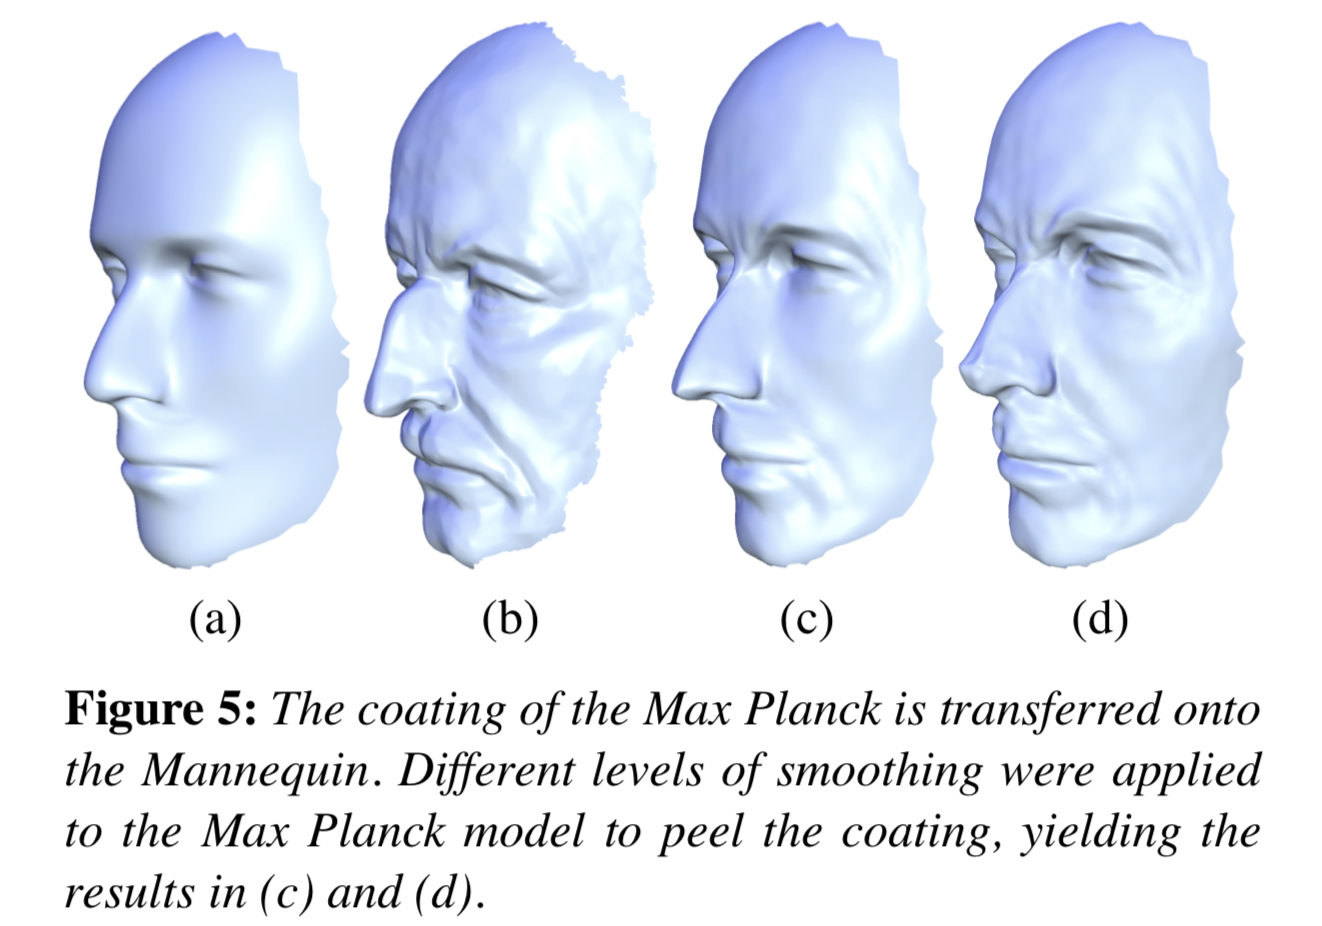 (a) (b) (c) (d)
Figure 5: The coating of the Max Planck is transferred onto
the Mannequin. Different levels of smoothing were applied
to the Max Planck model to peel the coating, yielding the
results in (c) and (d).